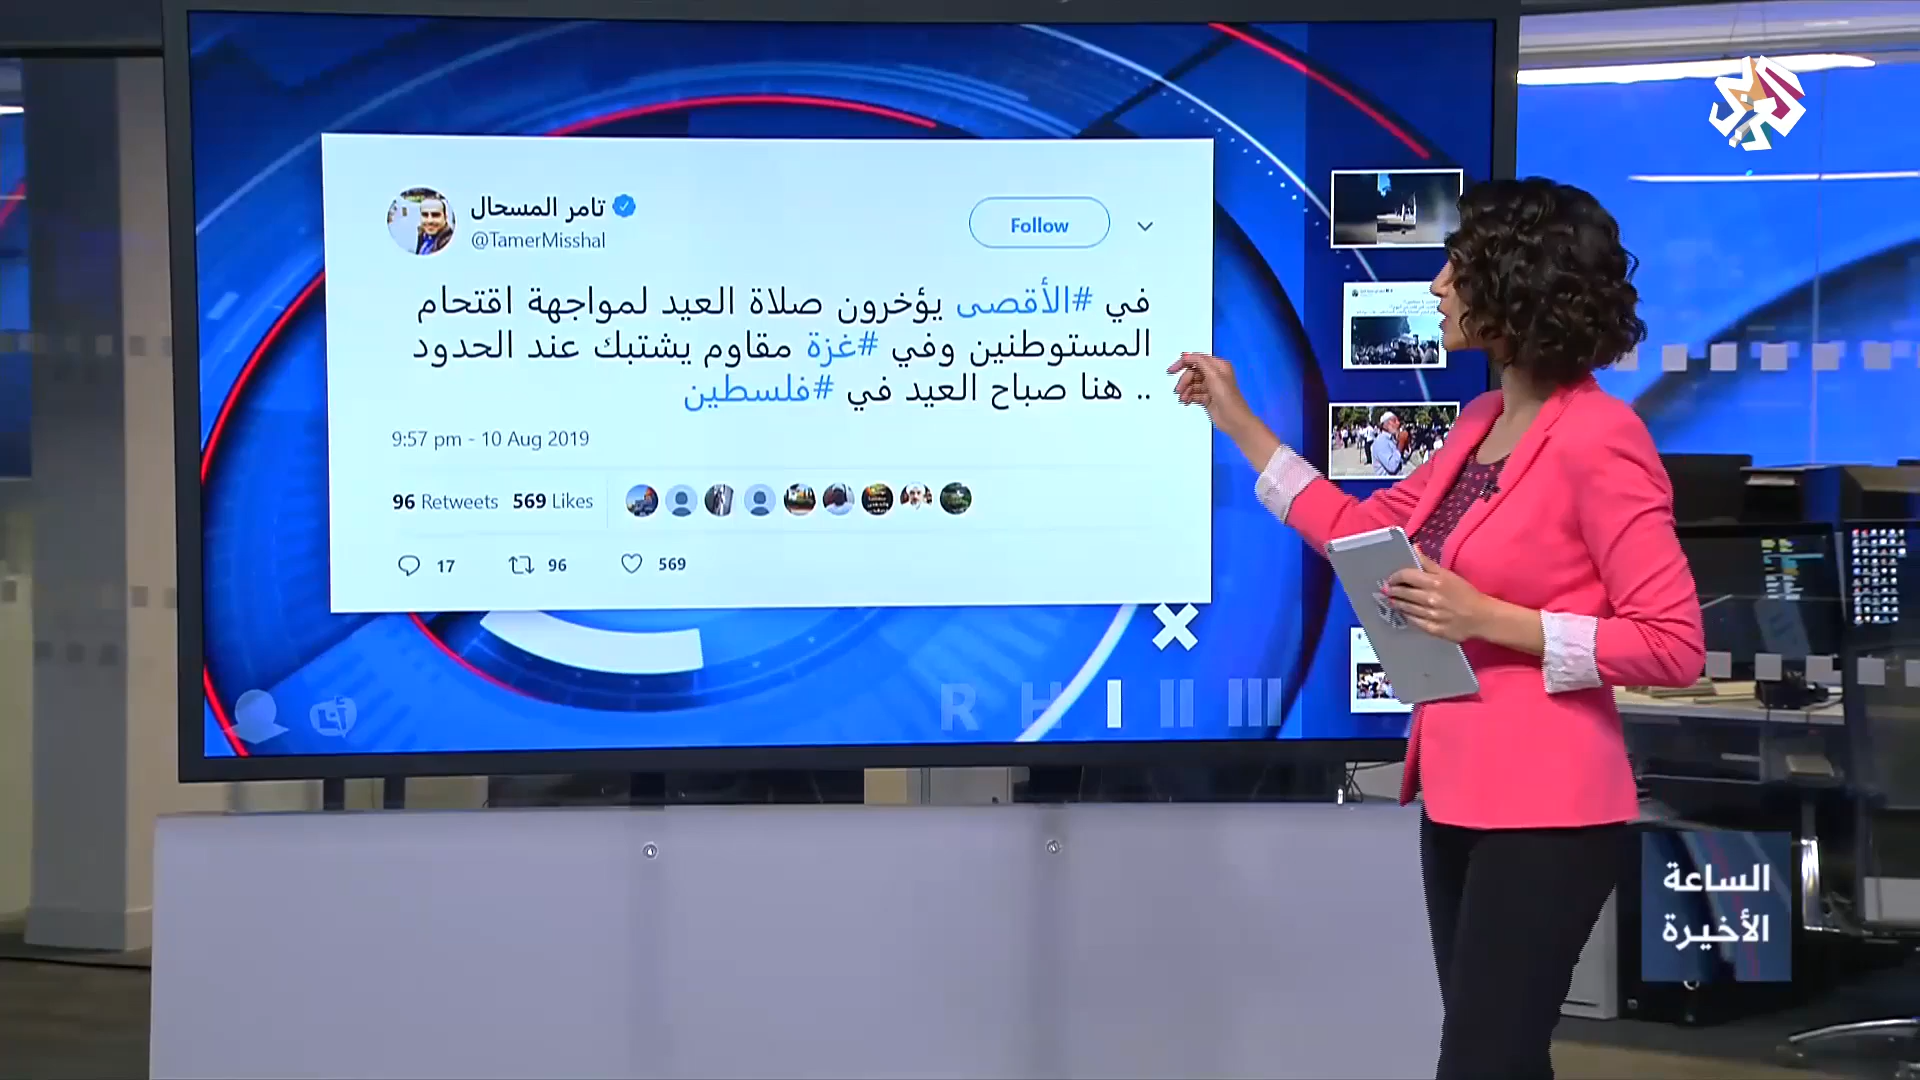 تامر المسحال
@TamerMisshal
Follow
في #الأقصى يؤخرون صلاة العيد لمواجهة اقتحام
المستوطنين وفي #غزة مقاوم يشتبك عند الحدود
.. هنا صباح العيد في #فلسطين
9:57 pm - 10 Aug 2019
96 Retweets 569 Likes
17 96 569
R H I II III
الساعة
الأخيرة